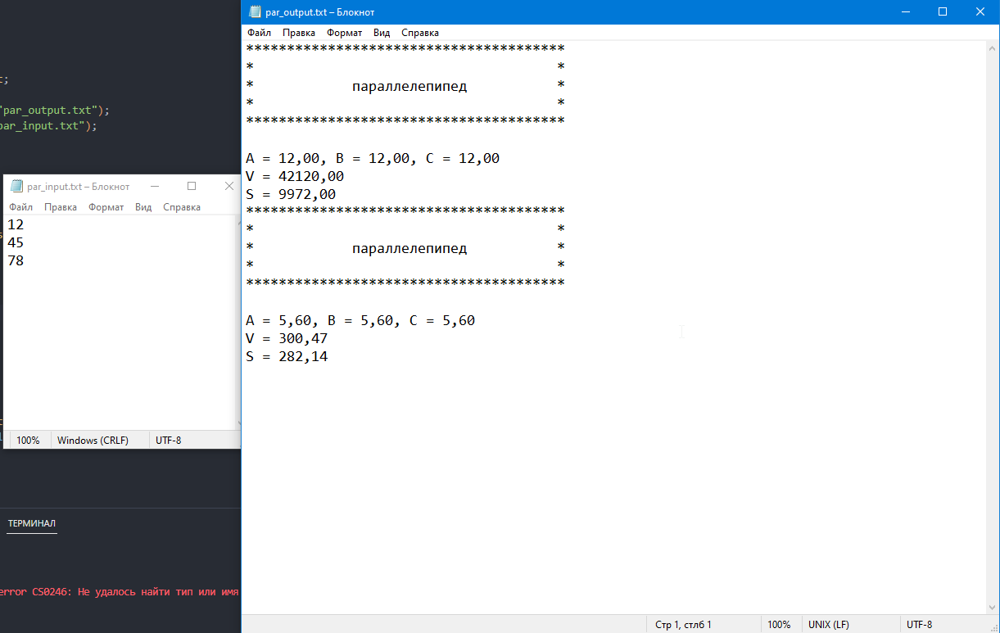 par_output.txt – Блокнот
Файл Правка Формат Вид Справка
***************************************
* *
* параллелепипед *
* *
***************************************
A = 12,00, B = 12,00, C = 12,00
V = 42120,00
S = 9972,00
***************************************
* *
* параллелепипед *
* *
***************************************
A = 5,60, B = 5,60, C = 5,60
V = 300,47
S = 282,14
Стр 1, стлб 1 100% UNIX (LF) UTF-8
t;
"par_output.txt");
par_input.txt");
par_input.txt – Блокнот
Файл Правка Формат Вид Справка
12
45
78
100% Windows (CRLF) UTF-8
ТЕРМИНАЛ
error CS0246: Не удалось найти тип или имя